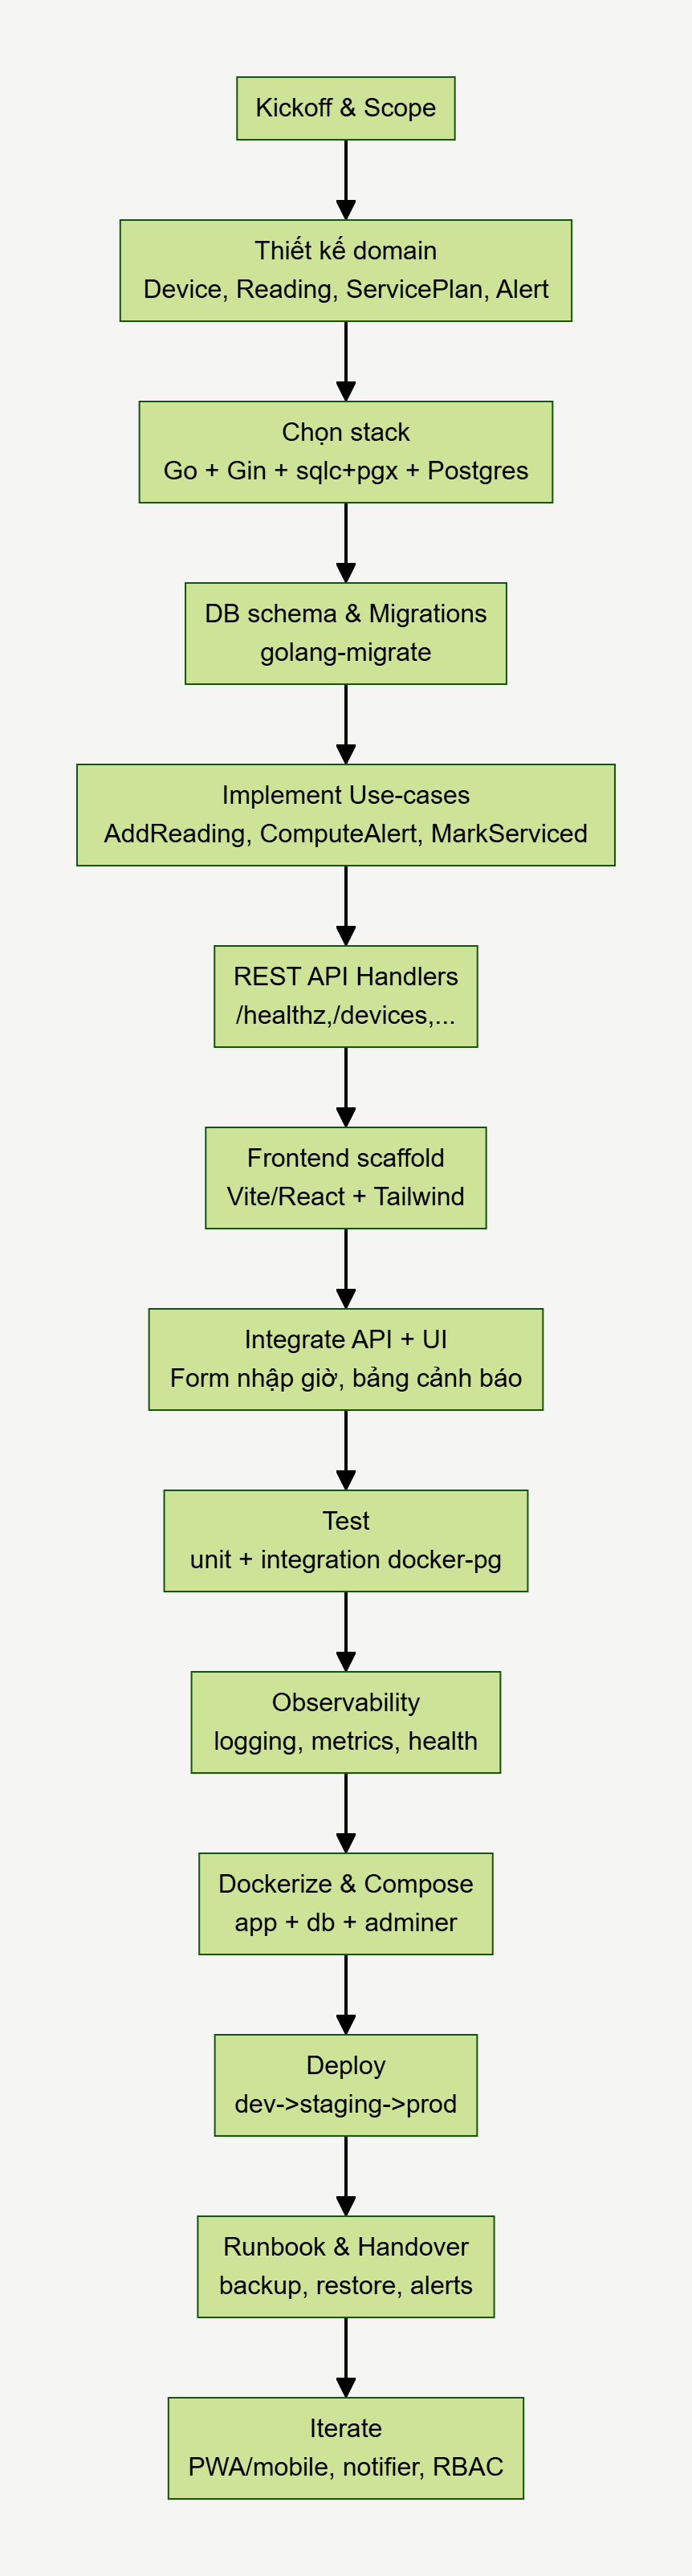 Kickoff & Scope
Thiết kế domain
Device, Reading, ServicePlan, Alert
Chọn stack
Go + Gin + sqlc+pgx + Postgres
DB schema & Migrations
golang-migrate
Implement Use-cases
AddReading, ComputeAlert, MarkServiced
REST API Handlers
/healthz,/devices,...
Frontend scaffold
Vite/React + Tailwind
Integrate API + UI
Form nhập giờ, bảng cảnh báo
Test
unit + integration docker-pg
Observability
logging, metrics, health
Dockerize & Compose
app + db + adminer
Deploy
dev->staging->prod
Runbook & Handover
backup, restore, alerts
Iterate
PWA/mobile, notifier, RBAC